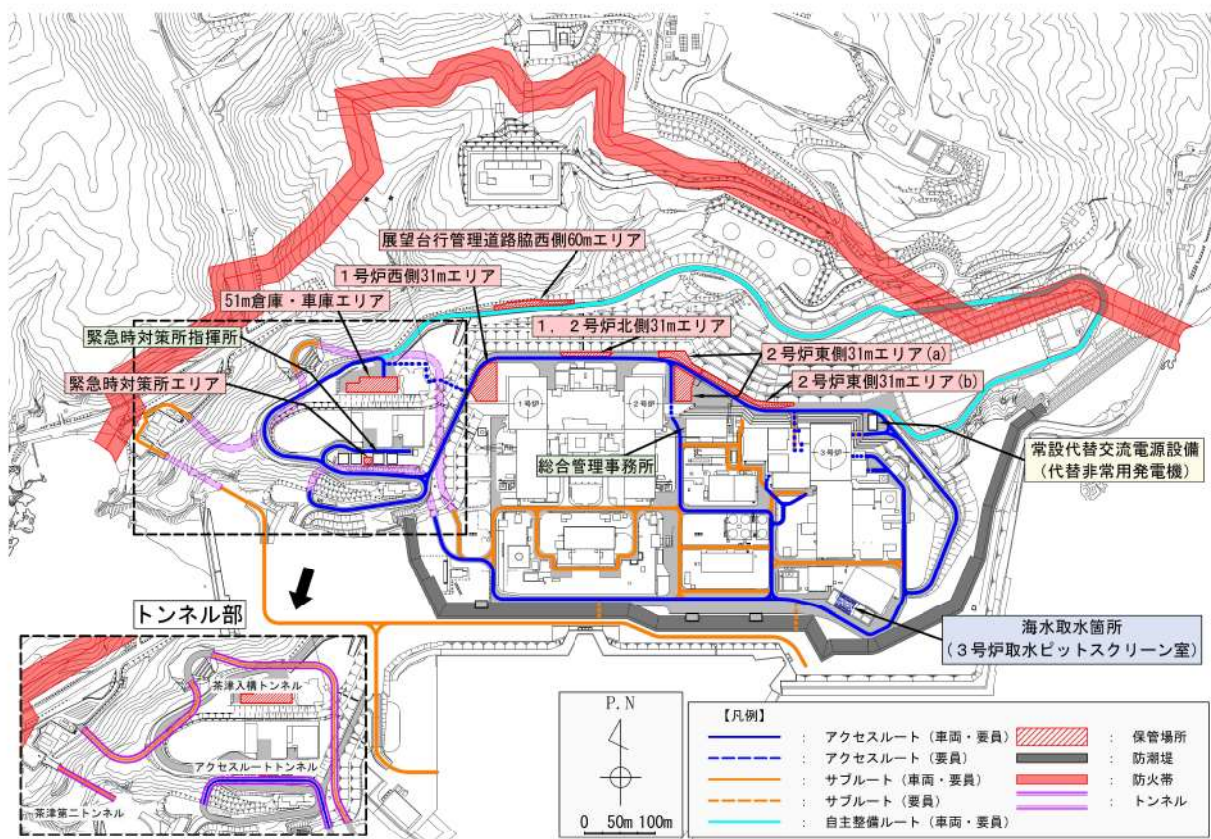 展望台行管理道路脇西側60mエリア
1号炉西側31mエリア
51m倉庫・車庫エリア
1，2号炉北側31mエリア
緊急時対策所指揮所
2号炉東側31mエリア(a)
緊急時対策所エリア
2号炉東側31mエリア(b)
1号炉
2号炉
3号炉
総合管理事務所
常設代替交流電源設備
(代替非常用発電機)
トンネル部
海水取水箇所
(3号炉取水ピットスクリーン室)
茶津入構トンネル
アクセスルートトンネル
茶津第二トンネル
P.N
0 50m 100m
【凡例】
: アクセスルート (車両・要員)
: 保管場所
: アクセスルート (要員)
: 防潮堤
: サブルート (車両・要員)
: 防火帯
: サブルート (要員)
: トンネル
: 自主整備ルート (車両・要員)